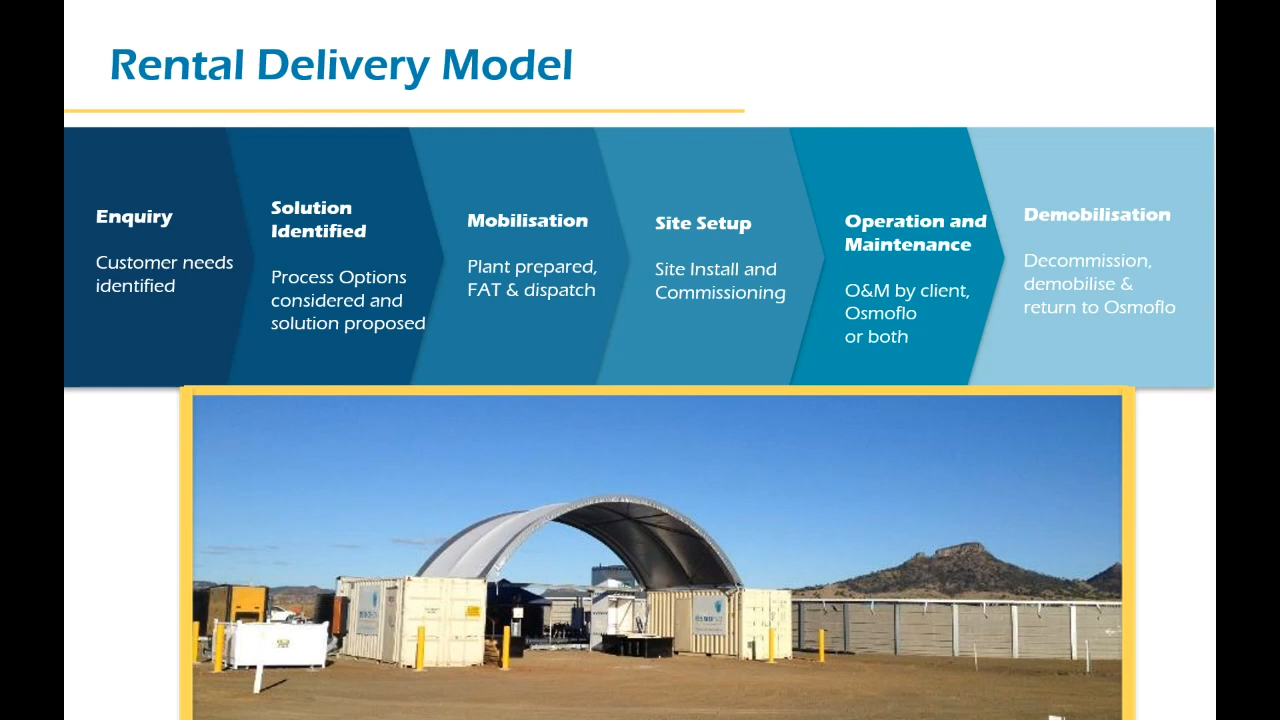 Rental Delivery Model
Enquiry
Customer needs
identified
Solution
Identified
Process Options
considered and
solution proposed
Mobilisation
Plant prepared,
FAT & dispatch
Site Setup
Site Install and
Commissioning
Operation and
Maintenance
O&M by client,
Osmoflo
or both
Demobilisation
Decommission,
demobilise &
return to Osmoflo